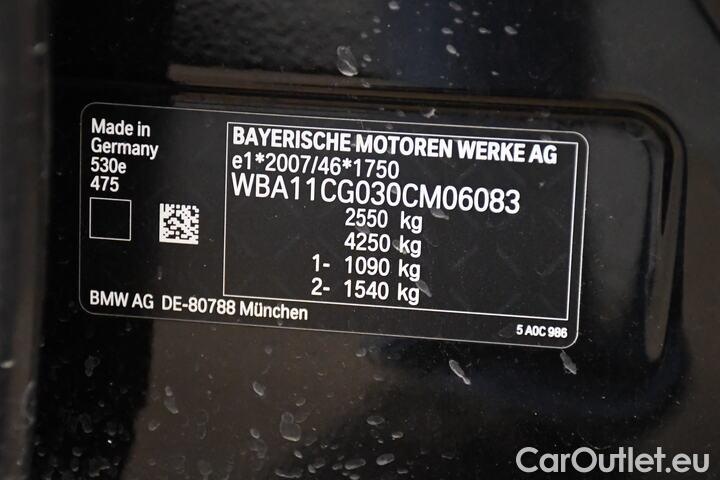 Made in
Germany
530e
475
BMW AG DE-80788 München
BAYERISCHE MOTOREN WERKE AG
e1*2007/46*1750
WBA11CG030CM06083
2550 kg
4250 kg
1- 1090 kg
2- 1540 kg
5 A0C 986
CarOutlet.eu